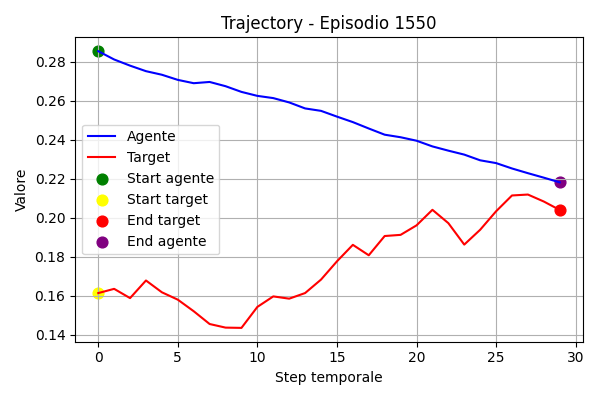 Trajectory - Episodio 1550
Valore
0.28
0.26
0.24
0.22
0.20
0.18
0.16
0.14
Agente
Target
Start agente
Start target
End target
End agente
0 5 10 15 20 25 30
Step temporale